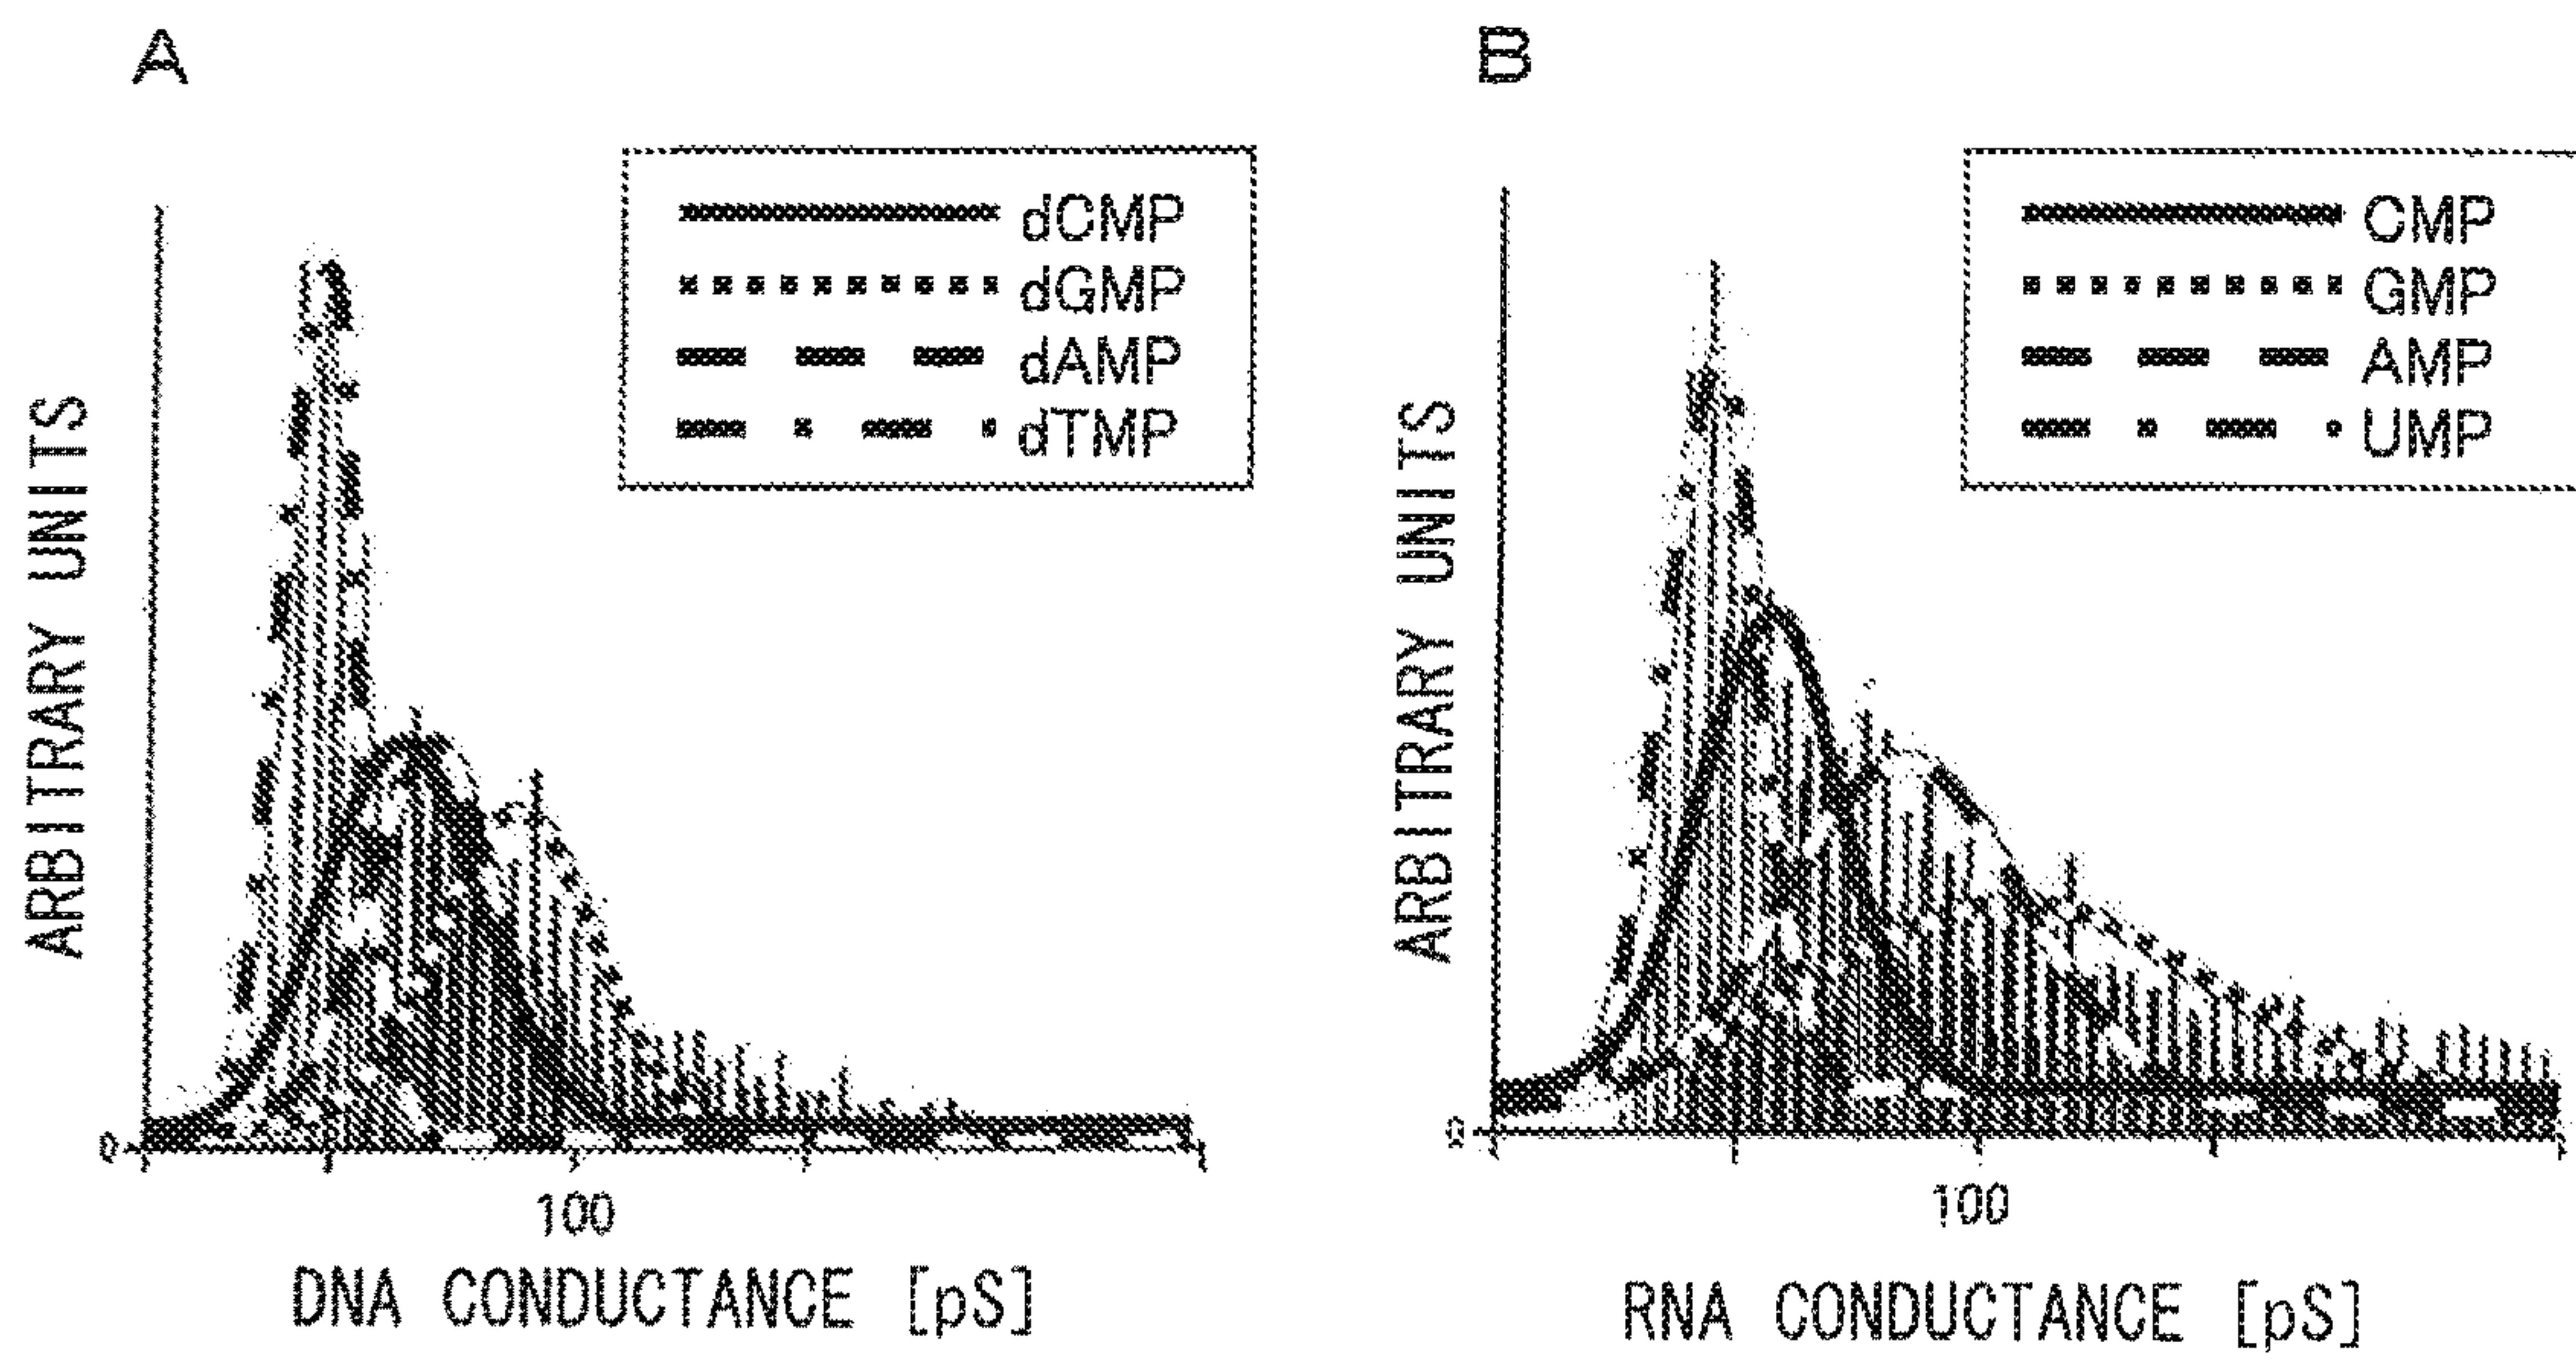 A
dCMP
dGMP
dAMP
dTMP
ARBITRARY UNITS
0
100
DNA CONDUCTANCE [pS]
B
CMP
GMP
AMP
UMP
ARBITRARY UNITS
0
100
RNA CONDUCTANCE [pS]